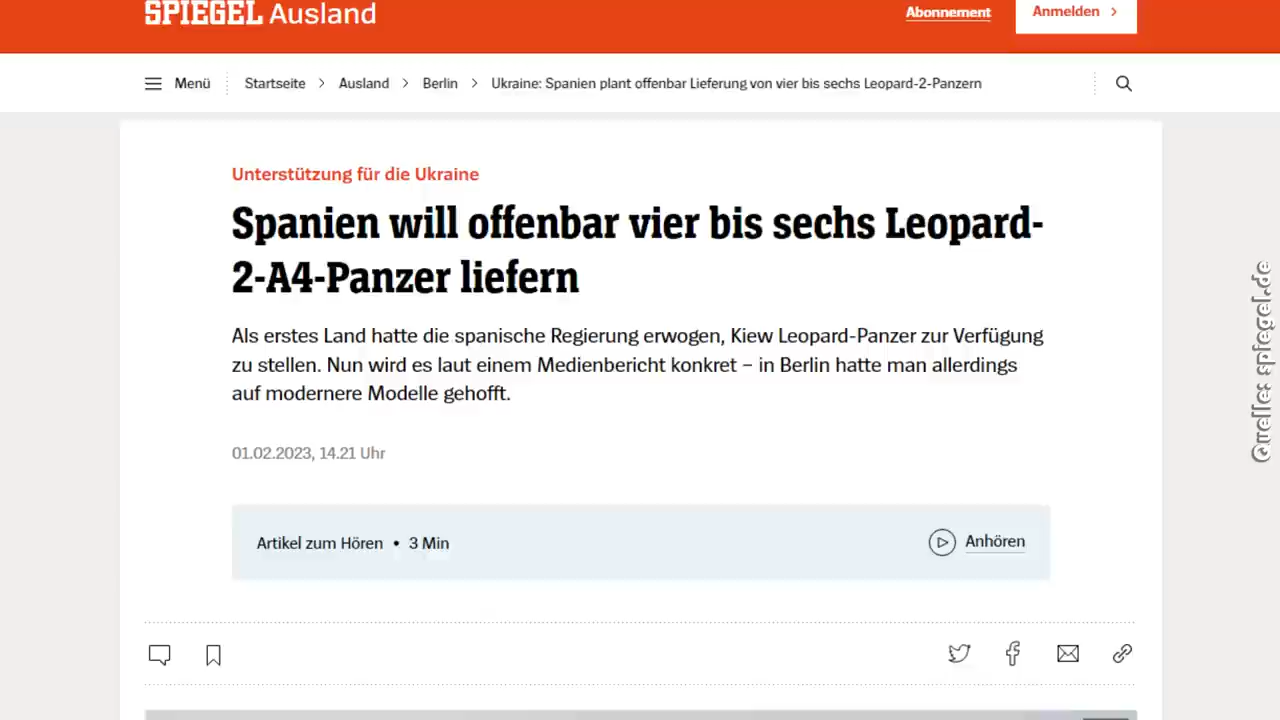 SPIEGEL Ausland
Abonnement
Anmelden
Menü
Startseite
Ausland
Berlin
Ukraine: Spanien plant offenbar Lieferung von vier bis sechs Leopard-2-Panzern
Unterstützung für die Ukraine
Spanien will offenbar vier bis sechs Leopard-
2-A4-Panzer liefern
Als erstes Land hatte die spanische Regierung erwogen, Kiew Leopard-Panzer zur Verfügung
zu stellen. Nun wird es laut einem Medienbericht konkret – in Berlin hatte man allerdings
auf modernere Modelle gehofft.
01.02.2023, 14.21 Uhr
Artikel zum Hören • 3 Min
Anhören
Quelles spiegel.de